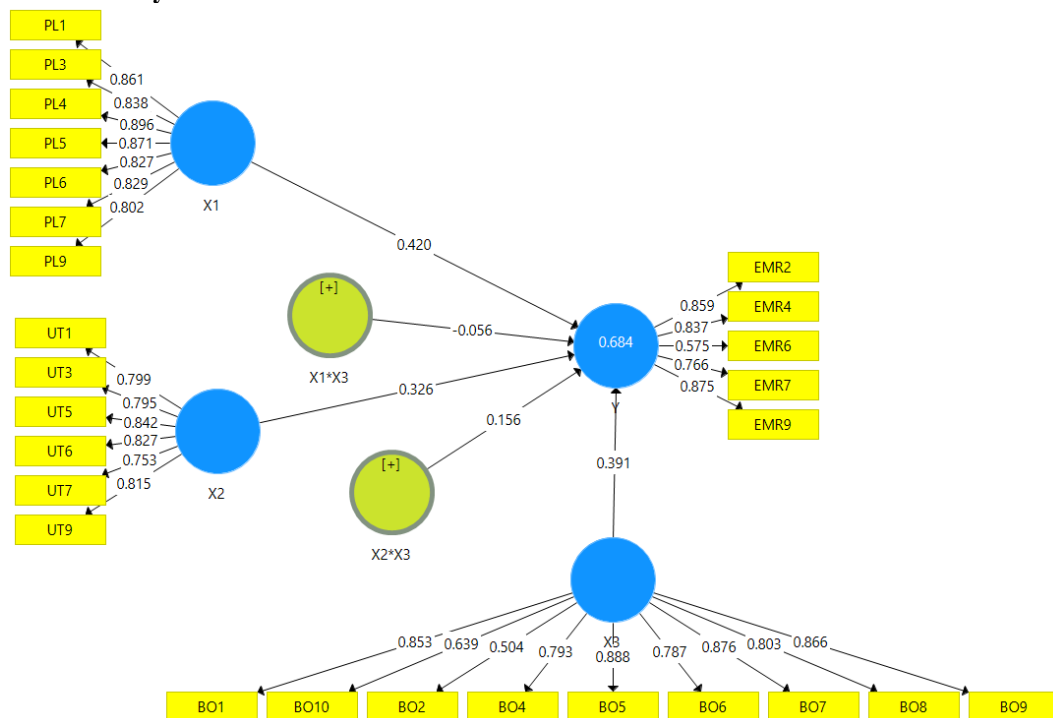 PL1
PL3
PL4
PL5
PL6
PL7
PL9
0.861
0.838
0.896
0.871
0.827
0.829
0.802
X1
0.420
[+]
X1*X3
-0.056
UT1
UT3
UT5
UT6
UT7
UT9
0.799
0.795
0.842
0.827
0.753
0.815
X2
0.326
[+]
X2*X3
0.156
0.684
Y
EMR2
EMR4
EMR6
EMR7
EMR9
0.859
0.837
0.575
0.766
0.875
0.391
X3
0.853
0.639
0.504
0.793
0.888
0.787
0.876
0.803
0.866
BO1
BO10
BO2
BO4
BO5
BO6
BO7
BO8
BO9